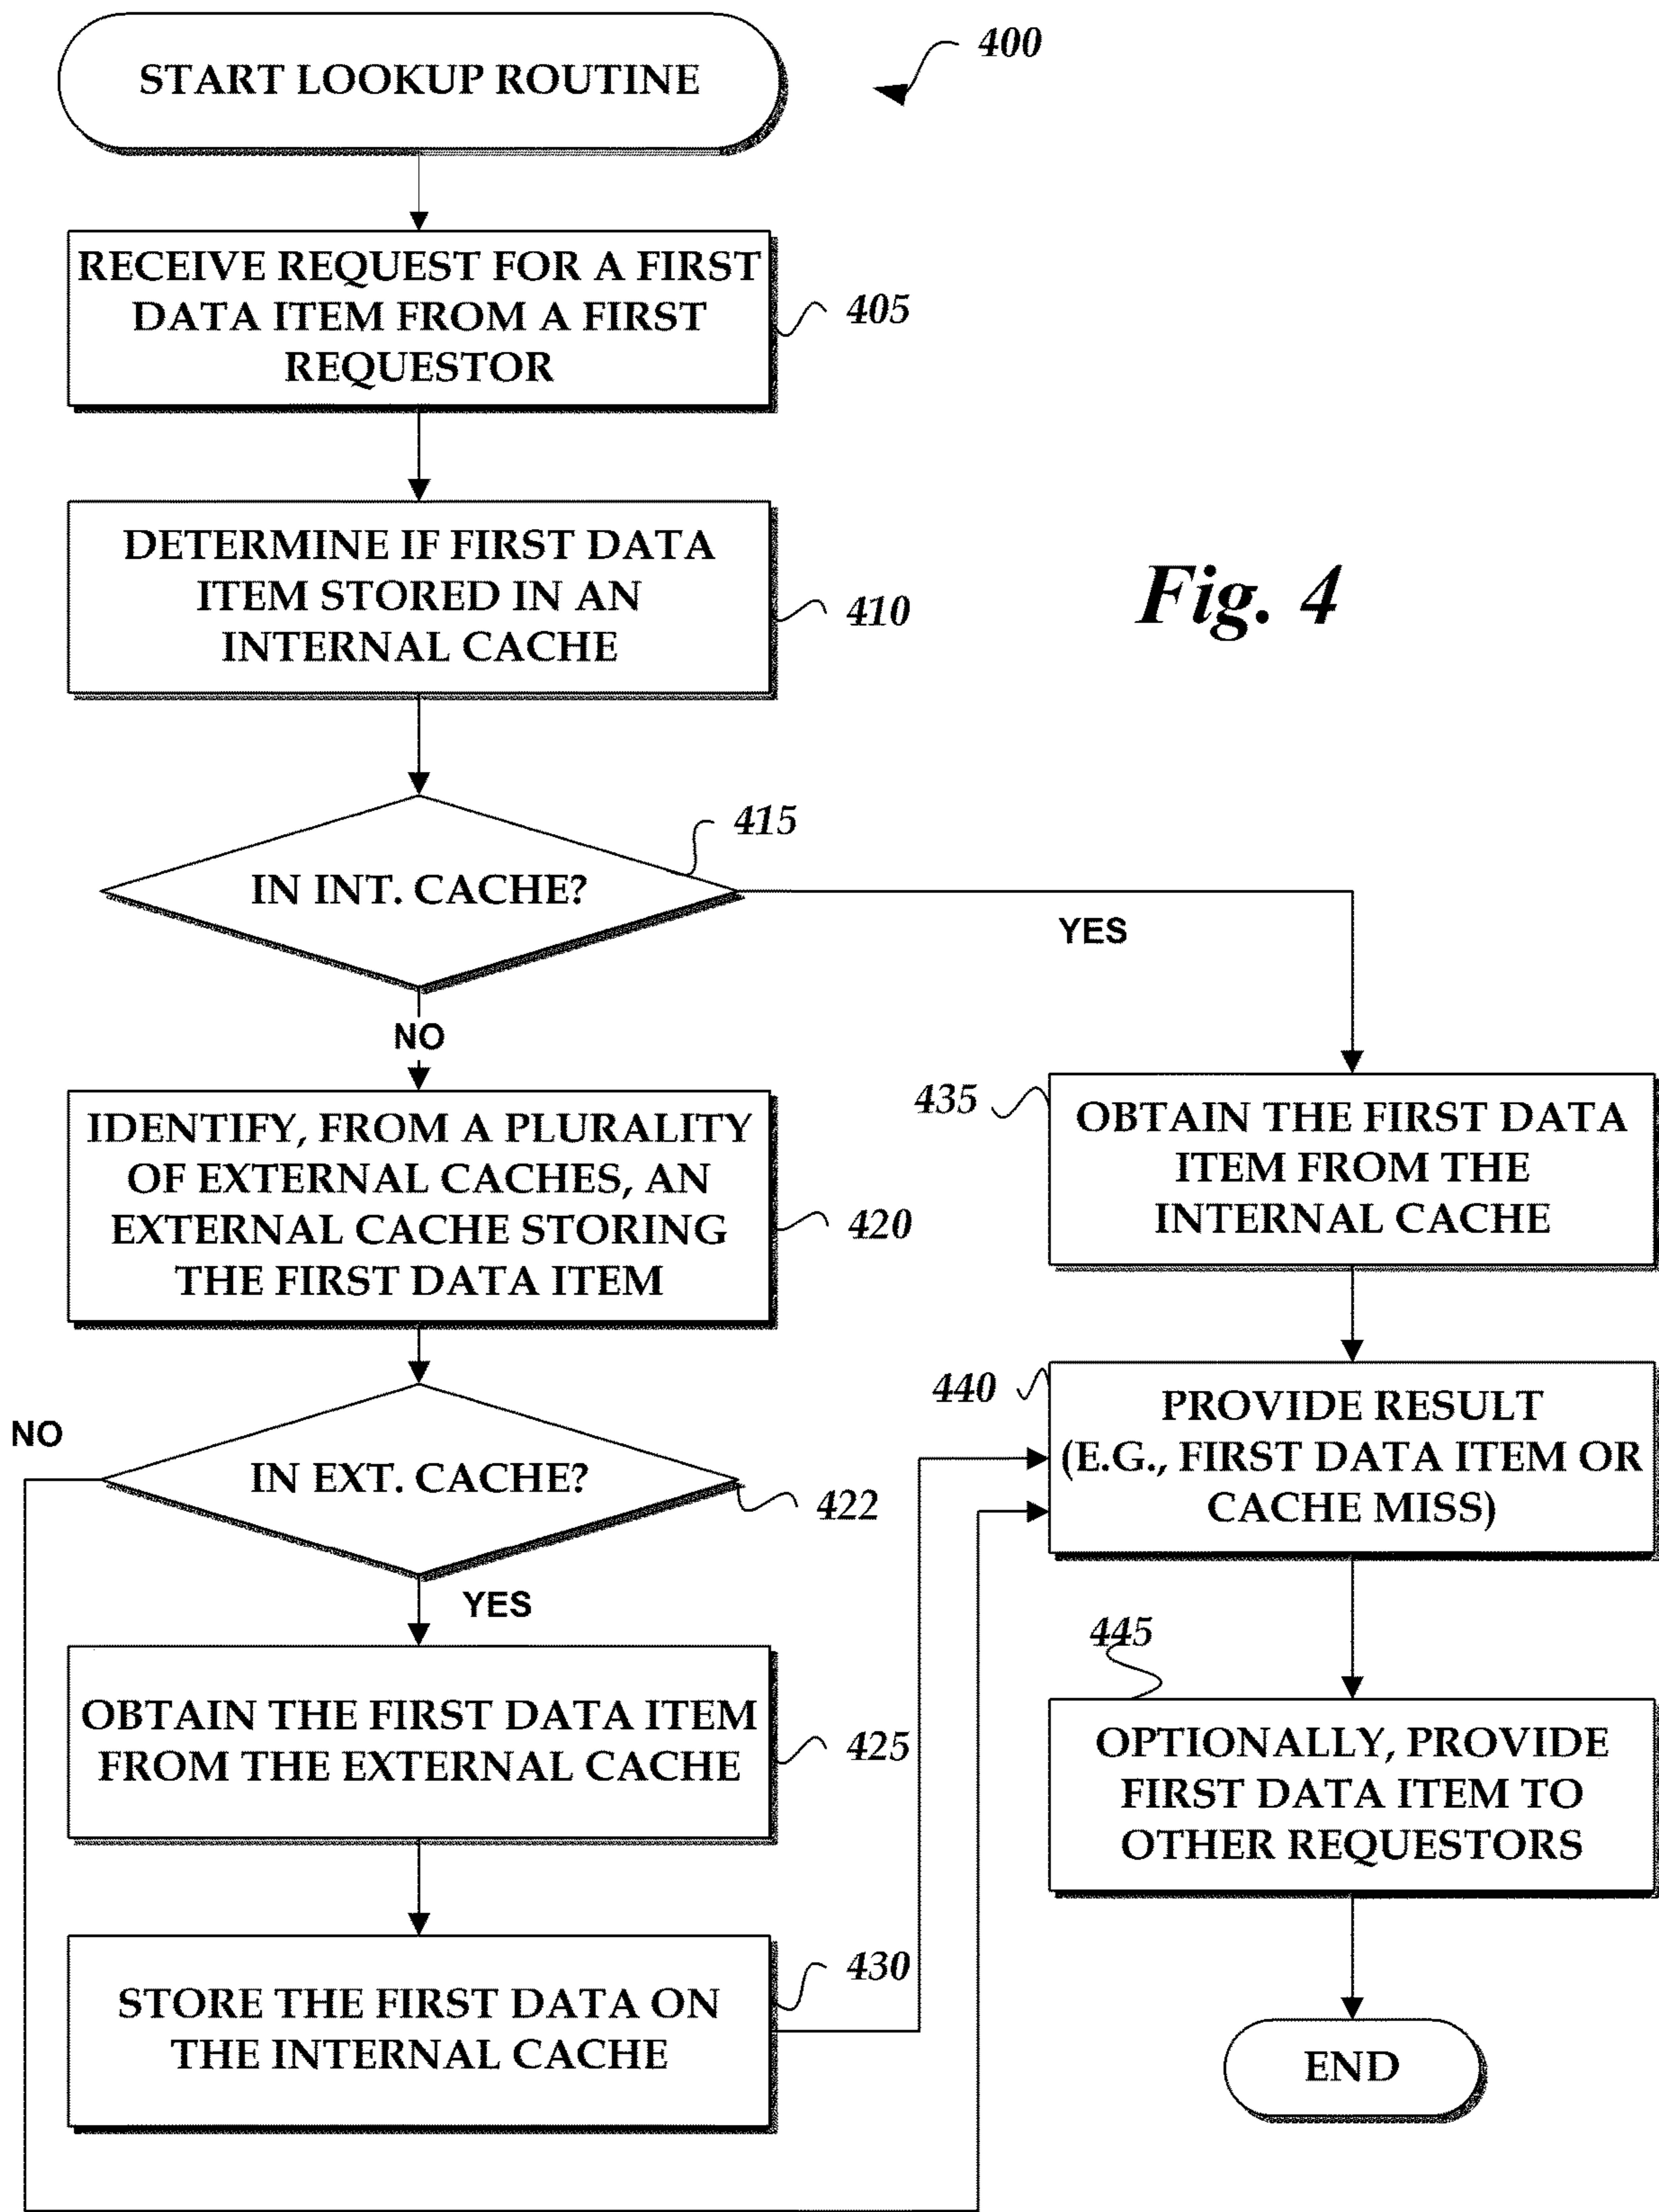 START LOOKUP ROUTINE
400
RECEIVE REQUEST FOR A FIRST
DATA ITEM FROM A FIRST
REQUESTOR
405
DETERMINE IF FIRST DATA
ITEM STORED IN AN
INTERNAL CACHE
410
Fig. 4
415
IN INT. CACHE?
YES
NO
IDENTIFY, FROM A PLURALITY
OF EXTERNAL CACHES, AN
EXTERNAL CACHE STORING
THE FIRST DATA ITEM
420
435
OBTAIN THE FIRST DATA
ITEM FROM THE
INTERNAL CACHE
NO
IN EXT. CACHE?
422
YES
440
PROVIDE RESULT
(E.G., FIRST DATA ITEM OR
CACHE MISS)
OBTAIN THE FIRST DATA ITEM
FROM THE EXTERNAL CACHE
425
445
OPTIONALLY, PROVIDE
FIRST DATA ITEM TO
OTHER REQUESTORS
STORE THE FIRST DATA ON
THE INTERNAL CACHE
430
END